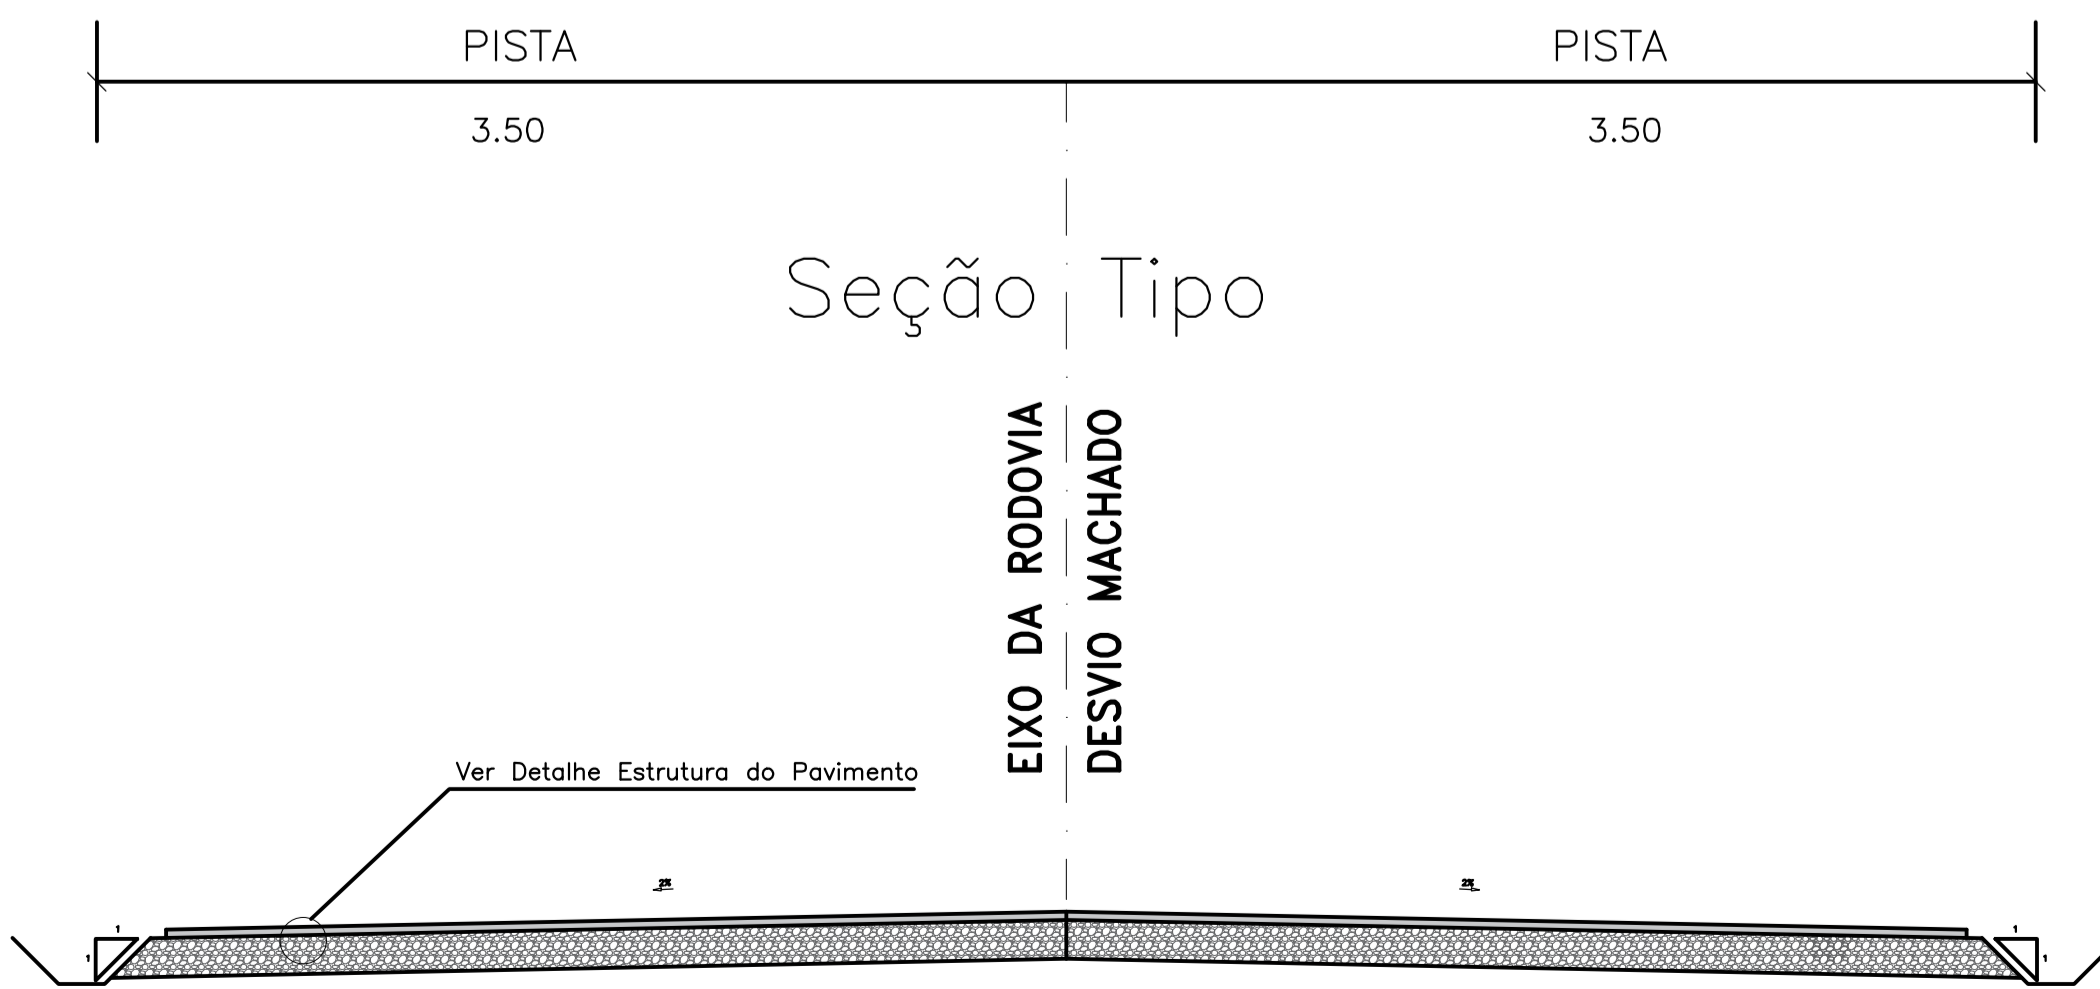 PISTA
PISTA
3.50
3.50
Seção Tipo
EIXO DA RODOVIA
DESVIO MACHADO
Ver Detalhe Estrutura do Pavimento
2%
2%
1
1
1
1